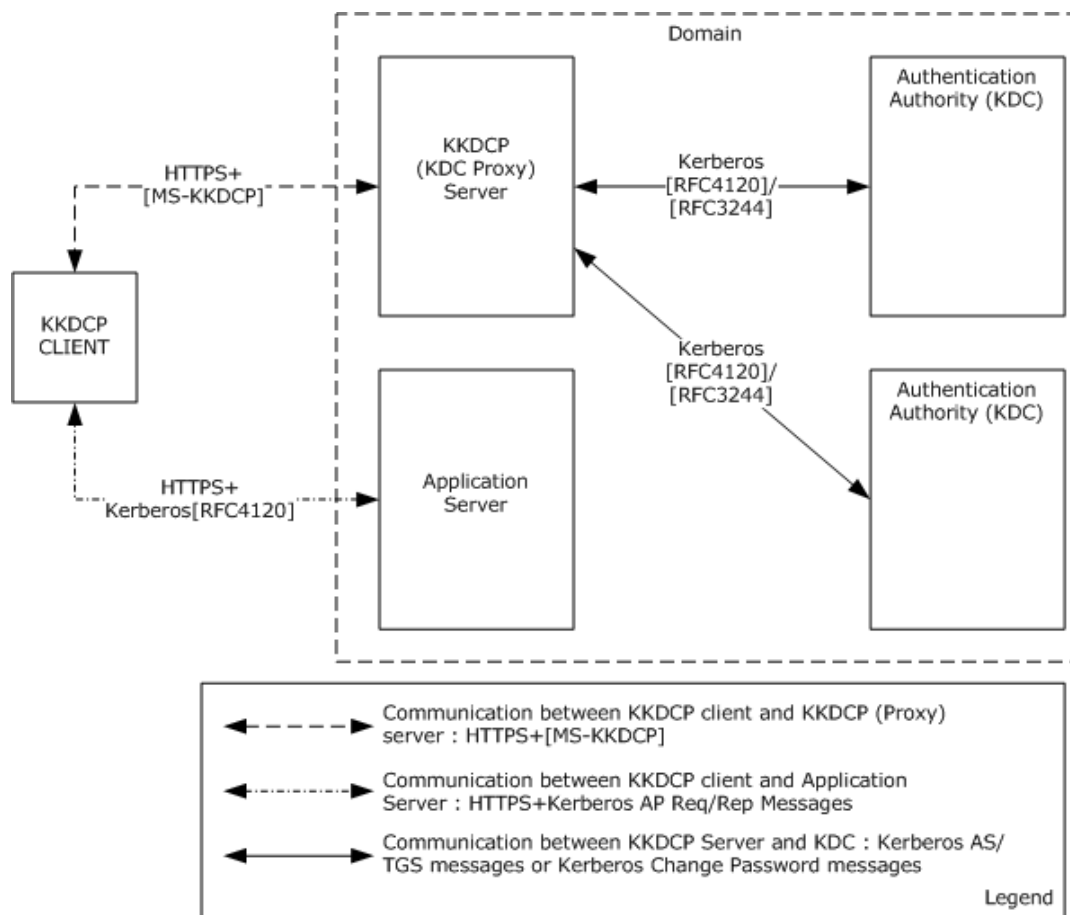 Domain
KKDCP
(KDC Proxy)
Server
Authentication
Authority (KDC)
HTTPS+
[MS-KKDCP]
Kerberos
[RFC4120]/
[RFC3244]
KKDCP
CLIENT
Kerberos
[RFC4120]/
[RFC3244]
Authentication
Authority (KDC)
HTTPS+
Kerberos[RFC4120]
Application
Server
Communication between KKDCP client and KKDCP (Proxy)
server : HTTPS+[MS-KKDCP]
Communication between KKDCP client and Application
Server : HTTPS+Kerberos AP Req/Rep Messages
Communication between KKDCP Server and KDC : Kerberos AS/
TGS messages or Kerberos Change Password messages
Legend